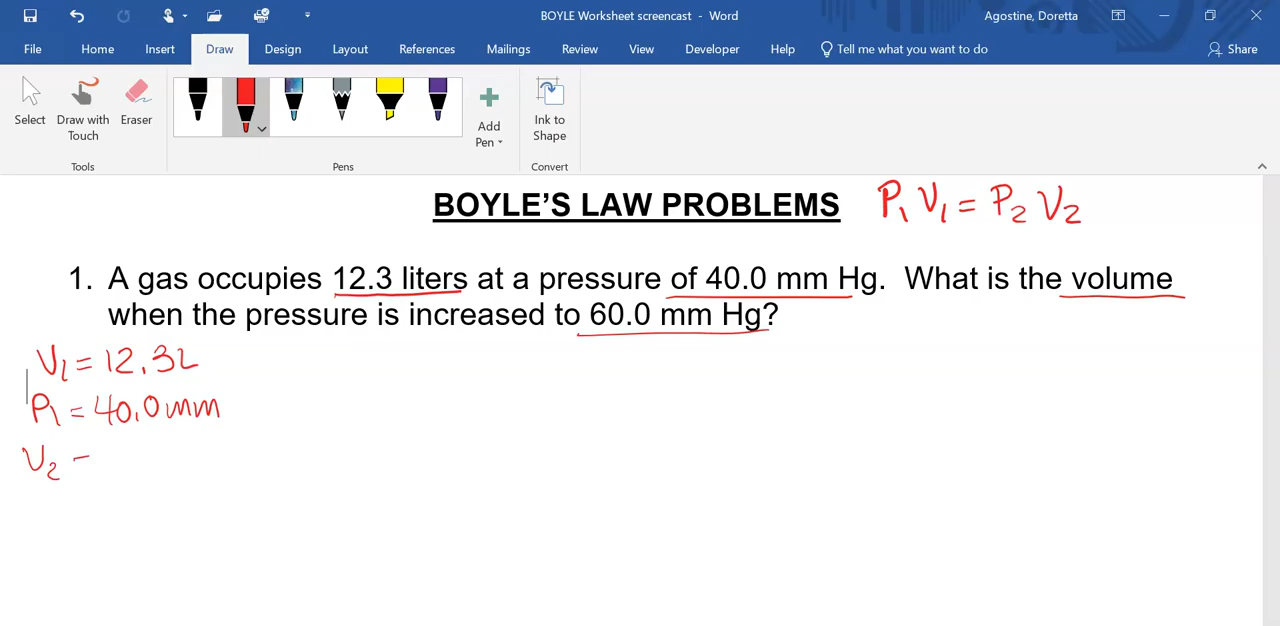 BOYLE Worksheet screencast - Word
Agostine, Doretta
File Home Insert Draw Design Layout References Mailings Review View Developer Help Tell me what you want to do Share
Select
Draw with Touch
Eraser
Add Pen
Ink to Shape
Tools Pens Convert
BOYLE'S LAW PROBLEMS P₁ V₁ = P₂ V₂
1. A gas occupies 12.3 liters at a pressure of 40.0 mm Hg. What is the volume
when the pressure is increased to 60.0 mm Hg?
V₁ = 12.3L
P₁ = 40.0mm
V₂ -